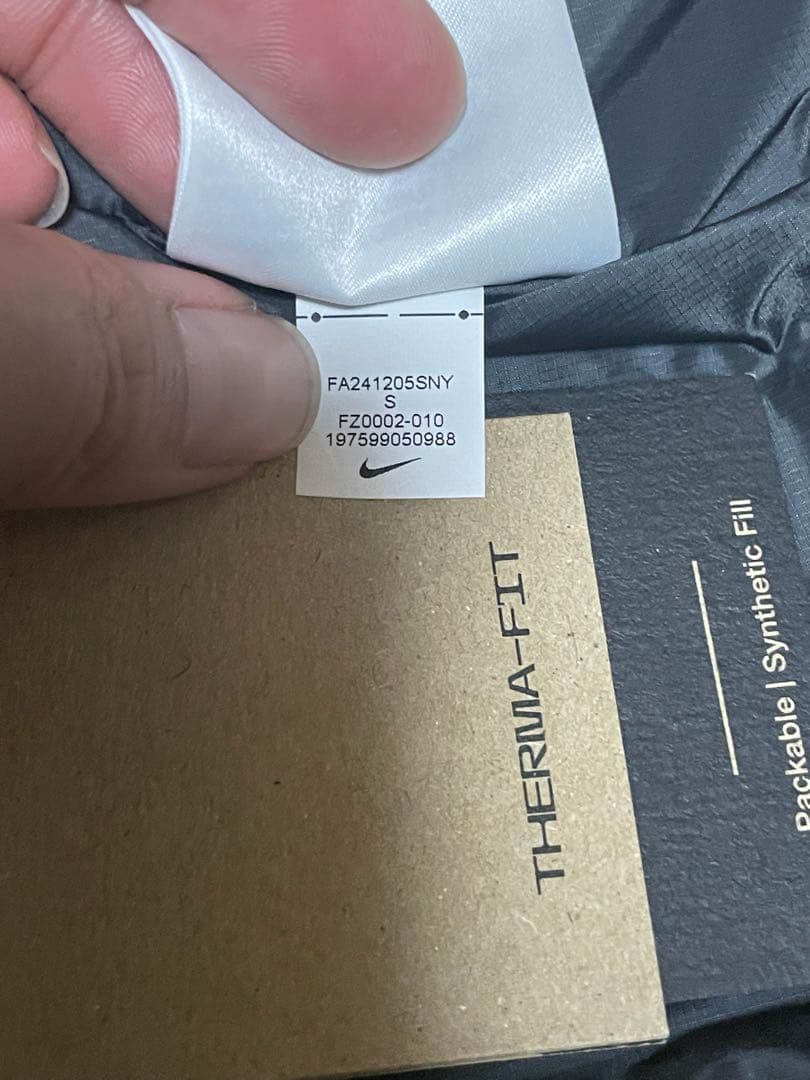 FA241205SNY
S
FZ0002-010
197599050988
THERMA-FIT
Packable | Synthetic Fill